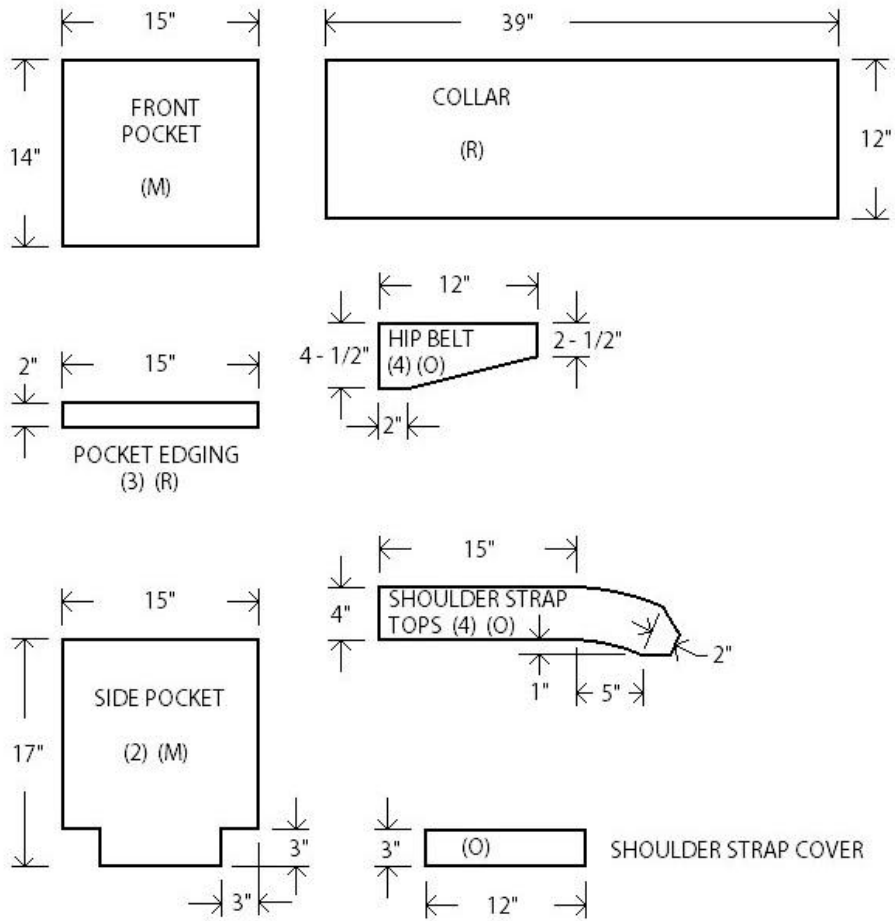 15"
39"
FRONT
POCKET
(M)
14"
COLLAR
(R)
12"
12"
HIP BELT
(4) (O)
4 - 1/2"
2 - 1/2"
2"
2"
15"
POCKET EDGING
(3) (R)
15"
SHOULDER STRAP
TOPS (4) (O)
4"
1"
5"
2"
15"
SIDE POCKET
(2) (M)
17"
3"
3"
3"
(O)
SHOULDER STRAP COVER
12"